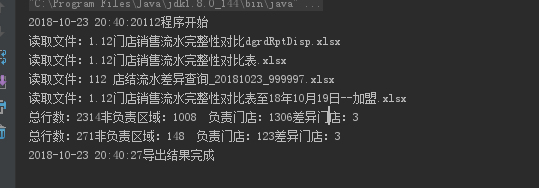 "C:\Program Files\Java\jdk1.8.0_144\bin\java" ...
2018-10-23 20:40:20112程序开始
读取文件: 1.12门店销售流水完整性对比dgrdRptDisp.xlsx
读取文件: 1.12门店销售流水完整性对比表.xlsx
读取文件: 112 店结流水差异查询_20181023_999997.xlsx
读取文件: 1.12门店销售流水完整性对比表至18年10月19日--加盟.xlsx
总行数: 2314非负责区域: 1008  负责门店: 1306差异门店: 3
总行数: 271非负责区域: 148  负责门店: 123差异门店: 3
2018-10-23 20:40:27导出结果完成